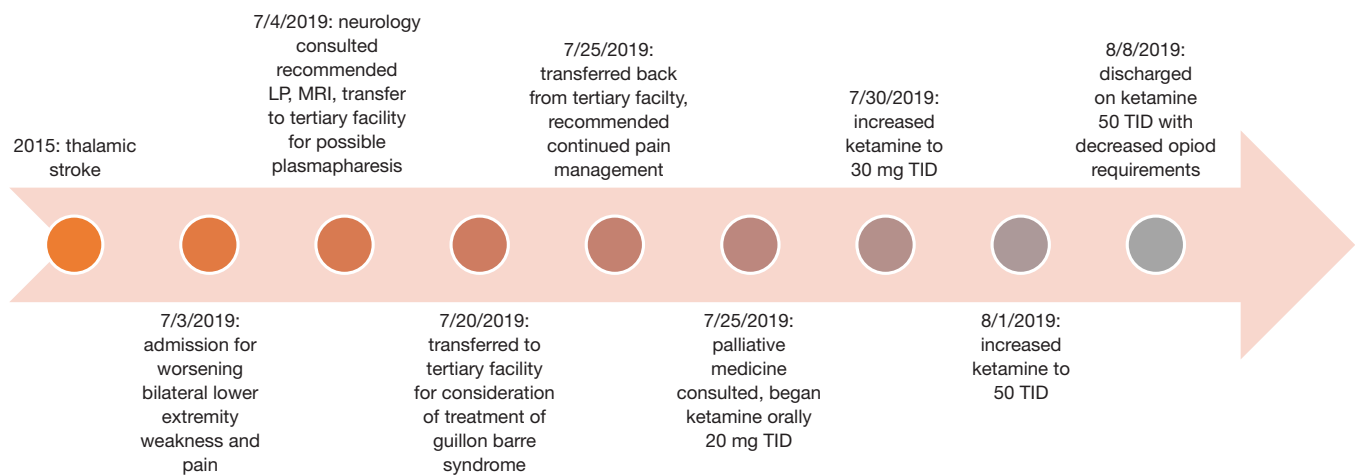 2015: thalamic
stroke
7/3/2019:
admission for
worsening
bilateral lower
extremity
weakness and
pain
7/4/2019: neurology
consulted
recommended
LP, MRI, transfer
to tertiary facility
for possible
plasmapharesis
7/20/2019:
transferred to
tertiary facility
for consideration
of treatment of
guillon barre
syndrome
7/25/2019:
transferred back
from tertiary facilty,
recommended
continued pain
management
7/25/2019:
palliative
medicine
consulted, began
ketamine orally
20 mg TID
7/30/2019:
increased
ketamine to
30 mg TID
8/1/2019:
increased
ketamine to
50 TID
8/8/2019:
discharged
on ketamine
50 TID with
decreased opiod
requirements